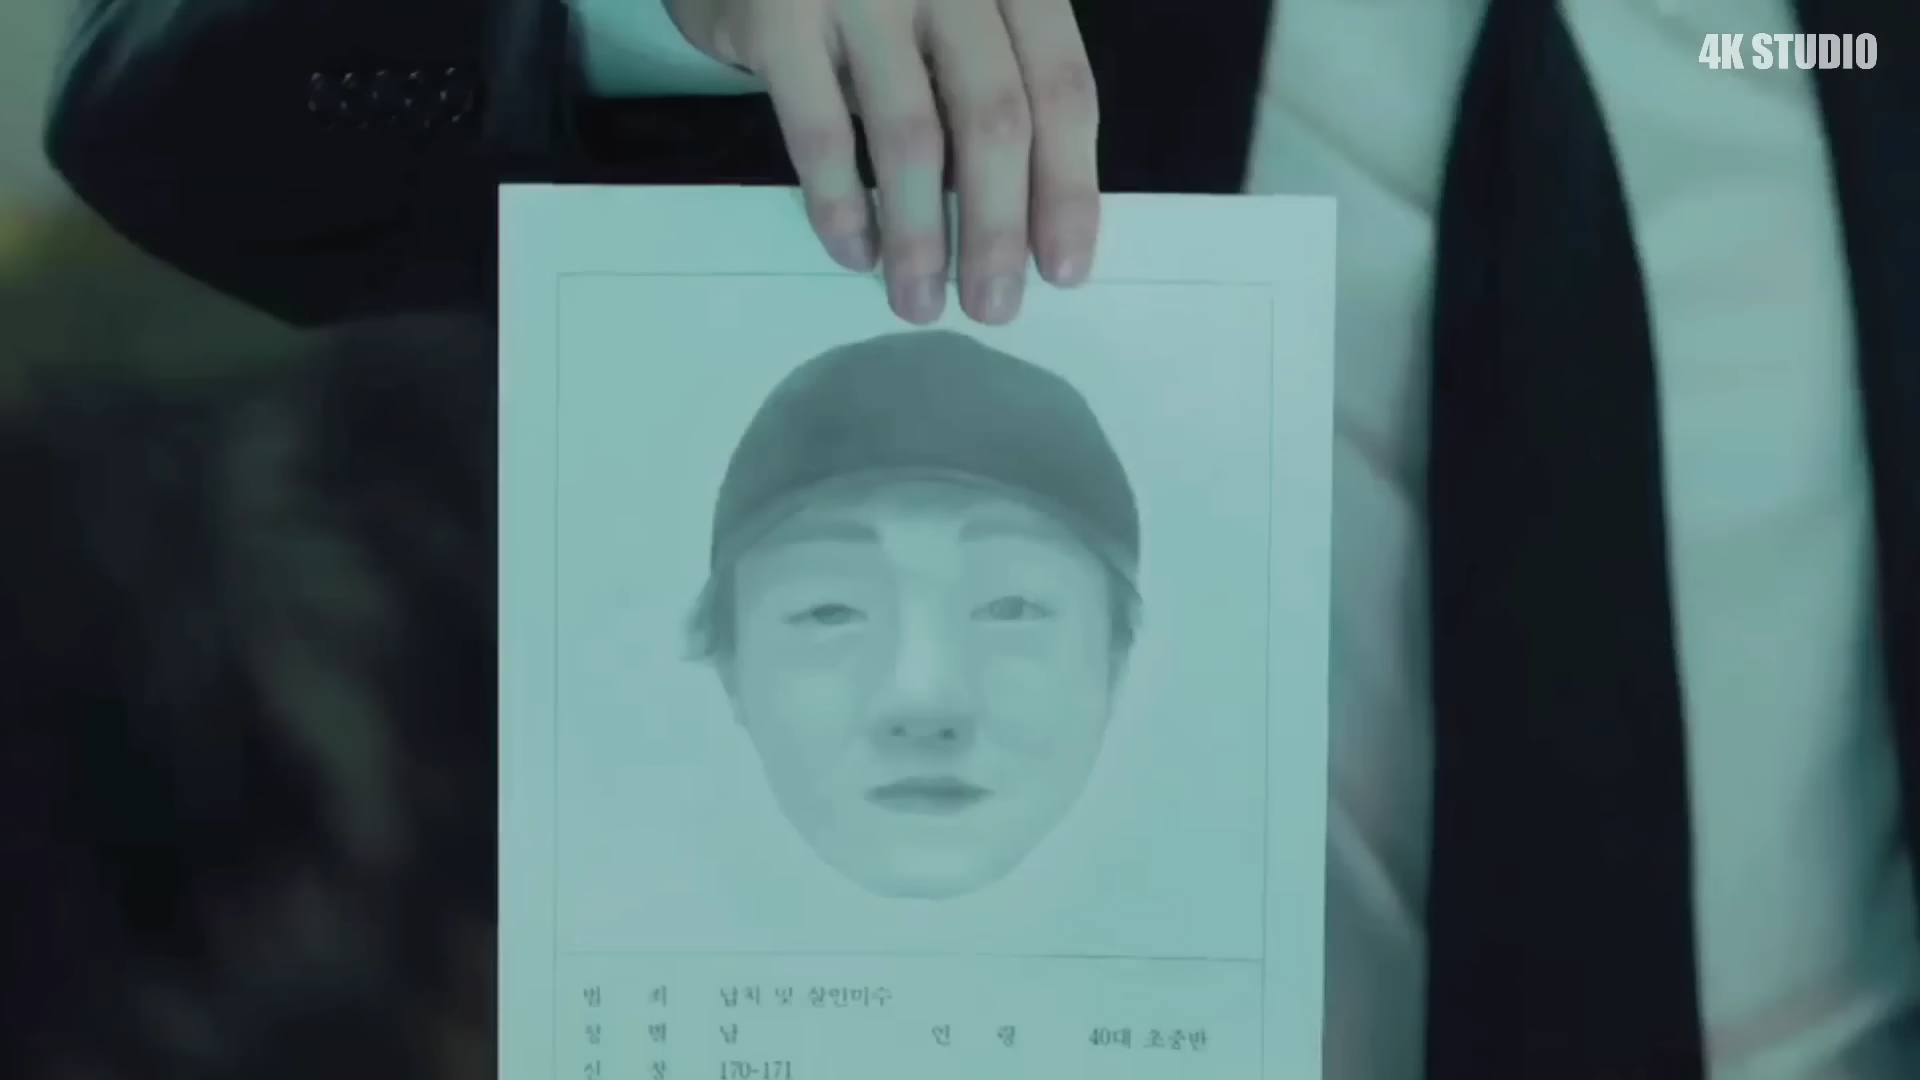 4K STUDIO
범 죄 납치 및 살인미수
성 별 남 연 령 40대 초중반
신 장 170-171